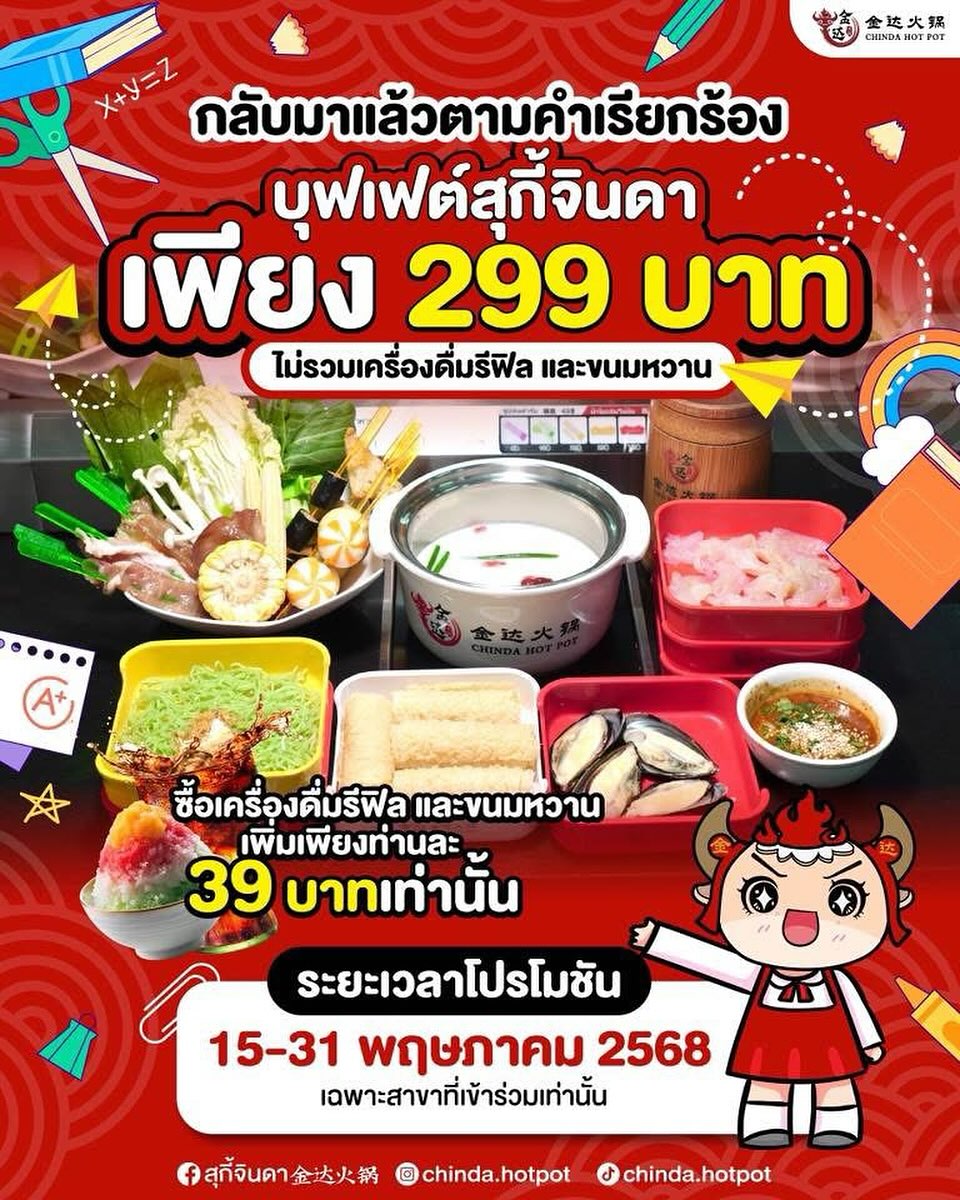 金达火锅
CHINDA HOT POT
X+Y=Z
กลับมาแล้วตามคำเรียกร้อง
บุฟเฟต์สุกี้จินดา
เพียง 299 บาท
ไม่รวมเครื่องดื่มรีฟิล และขนมหวาน
金达火锅
CHINDA HOT POT
A+
ซื้อเครื่องดื่มรีฟิล และขนมหวาน
เพิ่มเพียงท่านละ
39 บาทเท่านั้น
金 达
ระยะเวลาโปรโมชัน
15-31 พฤษภาคม 2568
เฉพาะสาขาที่เข้าร่วมเท่านั้น
สุกี้จินดา金达火锅 chinda.hotpot chinda.hotpot